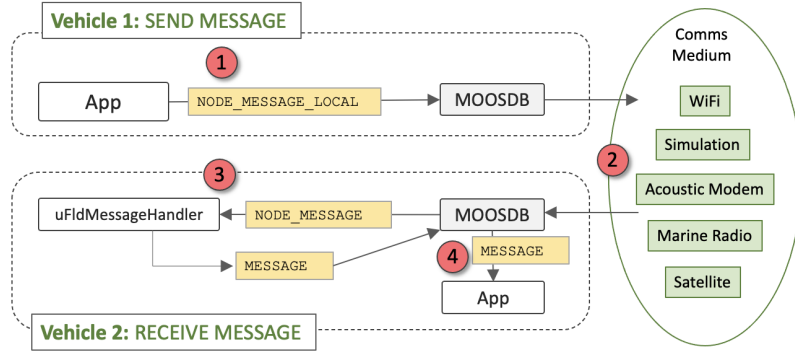 Vehicle 1: SEND MESSAGE
Comms
Medium
1
App
NODE_MESSAGE_LOCAL
MOOSDB
WiFi
Simulation
2
Acoustic Modem
Marine Radio
Satellite
3
uFldMessageHandler
NODE_MESSAGE
MOOSDB
MESSAGE
4
MESSAGE
App
Vehicle 2: RECEIVE MESSAGE